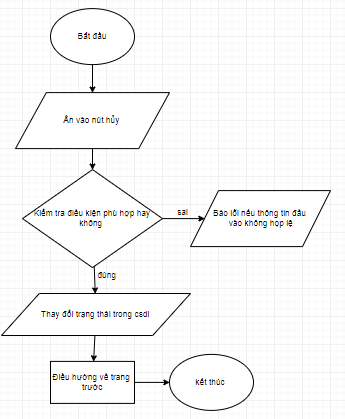 Bắt đầu
Ấn vào nút hủy
Kiểm tra điều kiện phù hợp hay
không
sai
Báo lỗi nếu thông tin đầu
vào không hợp lệ
đúng
Thay đổi trạng thái trong csdl
Điều hướng về trang
trước
kết thúc